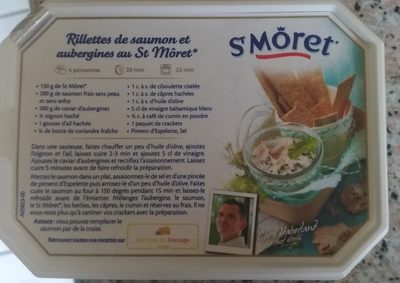 Rillettes de saumon et
aubergines au St Môret®
4 personnes 20 min 25 min
• 150 g de St Môret®
• 300 g de saumon frais sans peau
et sans arête
• 200 g de caviar d'aubergines
• ½ oignon haché
• 1 gousse d'ail hachée
• ¼ de botte de coriandre fraîche
• 1 c. à s. de ciboulette ciselée
• 1 c. à s. de câpres hachées
• 1 c. à s. d'huile d'olive
• 5 cl de vinaigre balsamique blanc
• ½ c. à café de cumin en poudre
• 1 paquet de crackers
• Piment d'Espelette, Sel
Dans une sauteuse, faites chauffer un peu d'huile d'olive, ajoutez
l'oignon et l'ail, laissez cuire 2-3 min et ajoutez 5 cl de vinaigre.
Ajoutez le caviar d'aubergines et rectifiez l'assaisonnement. Laissez
cuire 5 minutes avant de faire refroidir la préparation.
Mettez le saumon dans un plat, assaisonnez-le de sel et d'une pincée
de piment d'Espelette puis arrosez-le d'un peu d'huile d'olive. Faites
cuire le saumon au four à 150 degrés pendant 15 min et laissez-le
refroidir avant de l'émietter. Mélangez l'aubergine, le saumon,
le St Môret®, les herbes, les câpres, le cumin et réservez au frais. Il ne
vous reste plus qu'à tartiner vos crackers avec la préparation.
Astuce : vous pouvez remplacer le
saumon par de la truite.
Retrouvez toutes nos recettes sur
fromage
.com
St Môret®